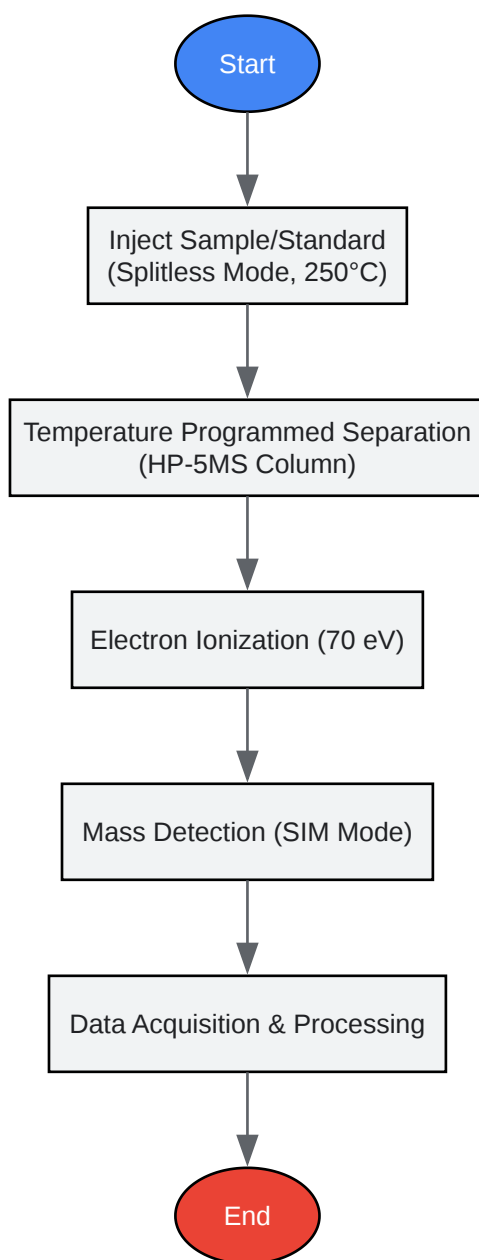 Start
Inject Sample/Standard
(Splitless Mode, 250°C)
Temperature Programmed Separation
(HP-5MS Column)
Electron Ionization (70 eV)
Mass Detection (SIM Mode)
Data Acquisition & Processing
End